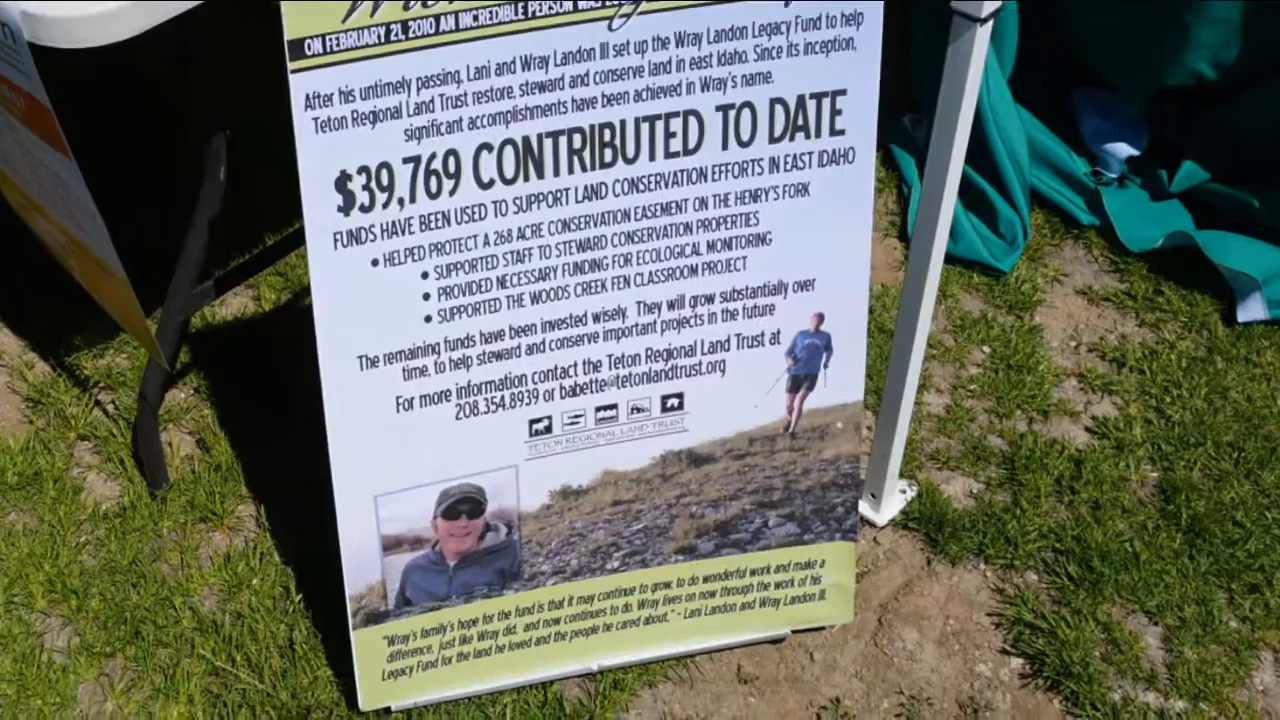 ON FEBRUARY 21, 2010 AN INCREDIBLE PERSON WAS
After his untimely passing, Lani and Wray Landon III set up the Wray Landon Legacy Fund to help
Teton Regional Land Trust restore, steward and conserve land in east Idaho. Since its inception,
significant accomplishments have been achieved in Wray's name.
$39,769 CONTRIBUTED TO DATE
FUNDS HAVE BEEN USED TO SUPPORT LAND CONSERVATION EFFORTS IN EAST IDAHO
• HELPED PROTECT A 268 ACRE CONSERVATION EASEMENT ON THE HENRY'S FORK
• SUPPORTED STAFF TO STEWARD CONSERVATION PROPERTIES
• PROVIDED NECESSARY FUNDING FOR ECOLOGICAL MONITORING
• SUPPORTED THE WOODS CREEK FEN CLASSROOM PROJECT
The remaining funds have been invested wisely. They will grow substantially over
time, to help steward and conserve important projects in the future
For more information contact the Teton Regional Land Trust at
208.354.8939 or babette@tetonlandtrust.org
TETON REGIONAL LAND TRUST
"Wray's family's hope for the fund is that it may continue to grow, to do wonderful work and make a
difference, just like Wray did, and now continues to do. Wray lives on now through the work of his
Legacy Fund for the land he loved and the people he cared about." - Lani Landon and Wray Landon III.